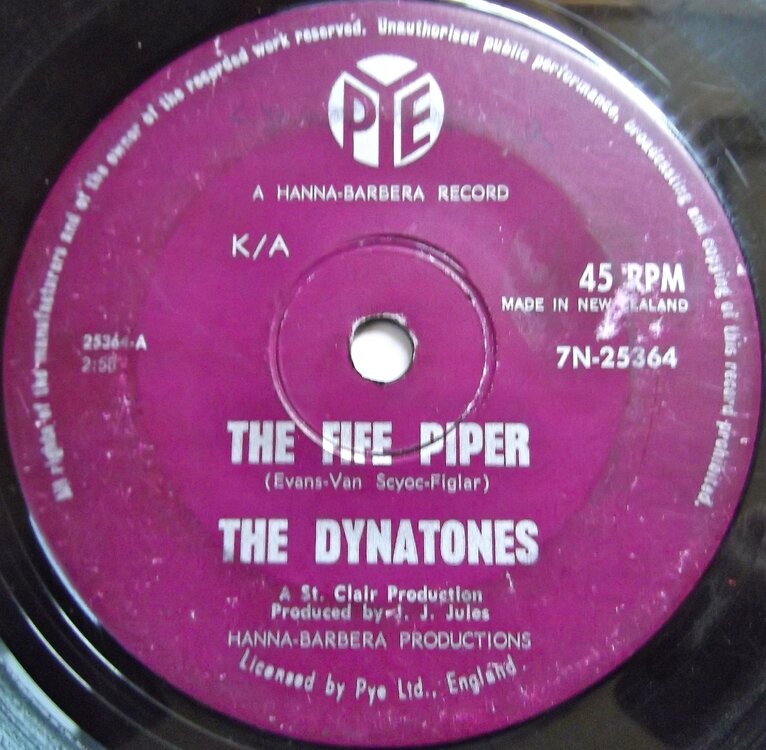 All rights of the manufacturers and of the owner of the recorded work reserved. Unauthorised public performance, broadcasting and copying of this record prohibited.
PYE
A HANNA-BARBERA RECORD
K/A
45 RPM
MADE IN NEW ZEALAND
25364-A
2:50
7N-25364
THE FIFE PIPER
(Evans-Van Scyoc-Figlar)
THE DYNATONES
A St. Clair Production
Produced by J. J. Jules
HANNA-BARBERA PRODUCTIONS
Licensed by Pye Ltd., England.